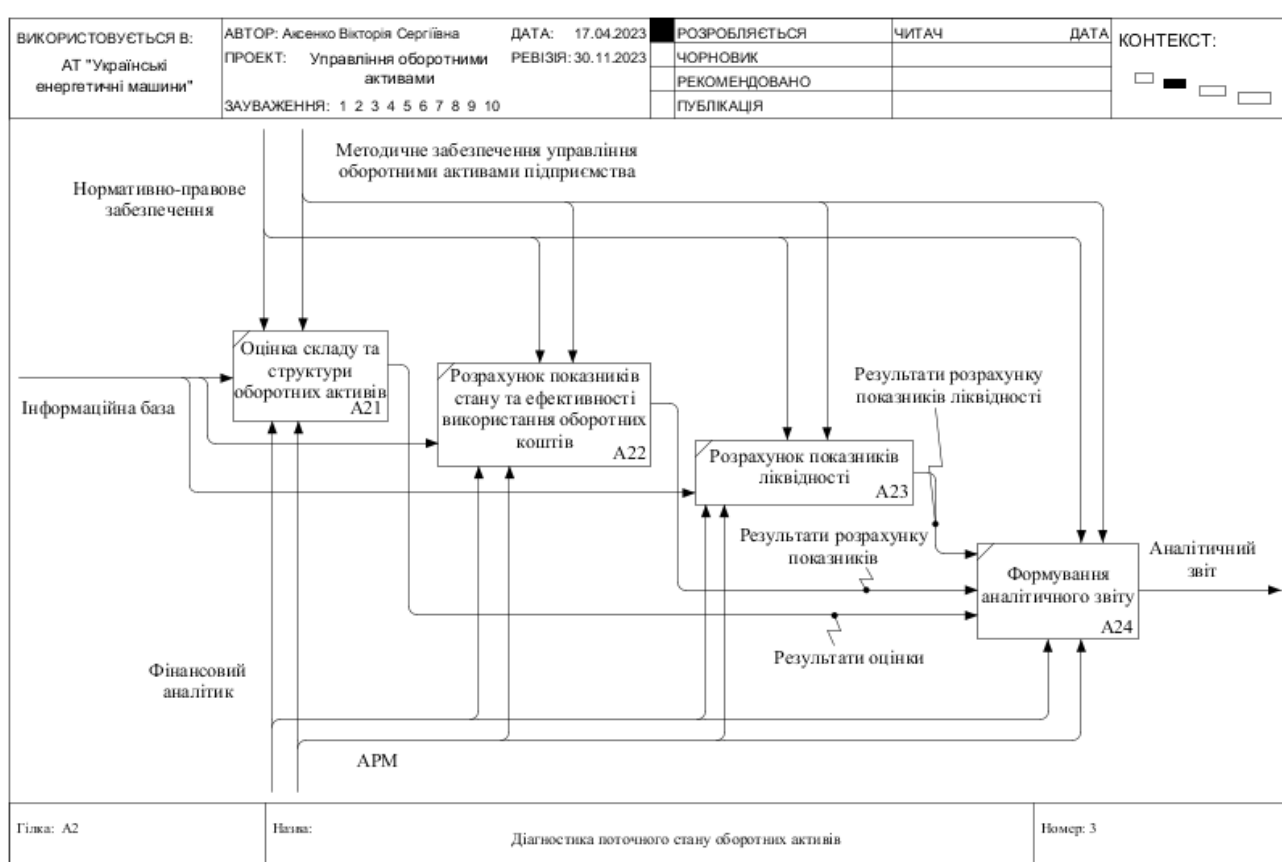 ВИКОРИСТОВУЄТЬСЯ В:
АТ "Українські
енергетичні машини"
АВТОР: Аксенко Вікторія Сергіївна
ДАТА: 17.04.2023
ПРОЕКТ: Управління оборотними
активами
РЕВІЗІЯ: 30.11.2023
ЗАУВАЖЕННЯ: 1 2 3 4 5 6 7 8 9 10
РОЗРОБЛЯЄТЬСЯ
ЧОРНОВИК
РЕКОМЕНДОВАНО
ПУБЛІКАЦІЯ
ЧИТАЧ
ДАТА
КОНТЕКСТ:
Методичне забезпечення управління
оборотними активами підприємства
Нормативно-правове
забезпечення
Оцінка складу та
структури
оборотних активів
A21
Інформаційна база
Розрахунок показників
стану та ефективності
використання оборотних
коштів
A22
Результати розрахунку
показників ліквідності
Розрахунок показників
ліквідності
A23
Результати розрахунку
показників
Аналітичний
звіт
Формування
аналітичного звіту
A24
Результати оцінки
Фінансовий
аналітик
АРМ
Гілка: A2
Назва:
Діагностика поточного стану оборотних активів
Номер: 3